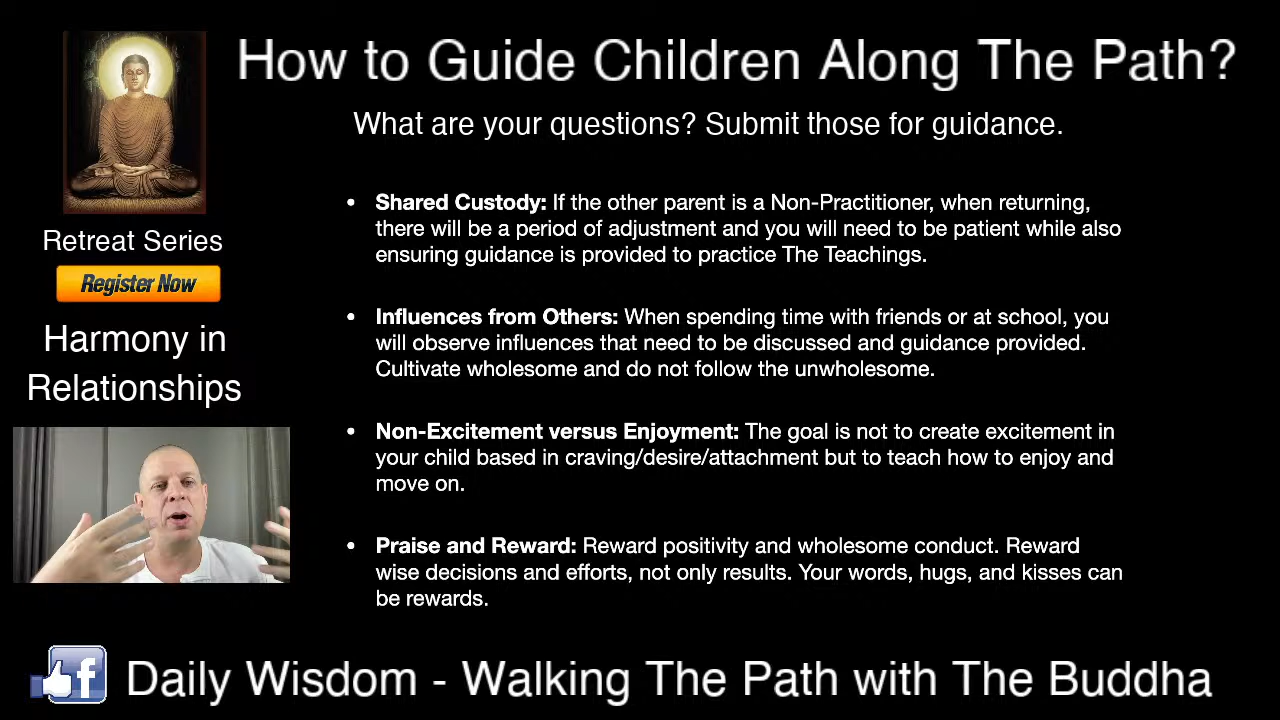 How to Guide Children Along The Path?
What are your questions? Submit those for guidance.
Retreat Series
Register Now
Harmony in
Relationships
• Shared Custody: If the other parent is a Non-Practitioner, when returning,
there will be a period of adjustment and you will need to be patient while also
ensuring guidance is provided to practice The Teachings.
• Influences from Others: When spending time with friends or at school, you
will observe influences that need to be discussed and guidance provided.
Cultivate wholesome and do not follow the unwholesome.
• Non-Excitement versus Enjoyment: The goal is not to create excitement in
your child based in craving/desire/attachment but to teach how to enjoy and
move on.
• Praise and Reward: Reward positivity and wholesome conduct. Reward
wise decisions and efforts, not only results. Your words, hugs, and kisses can
be rewards.
f Daily Wisdom - Walking The Path with The Buddha